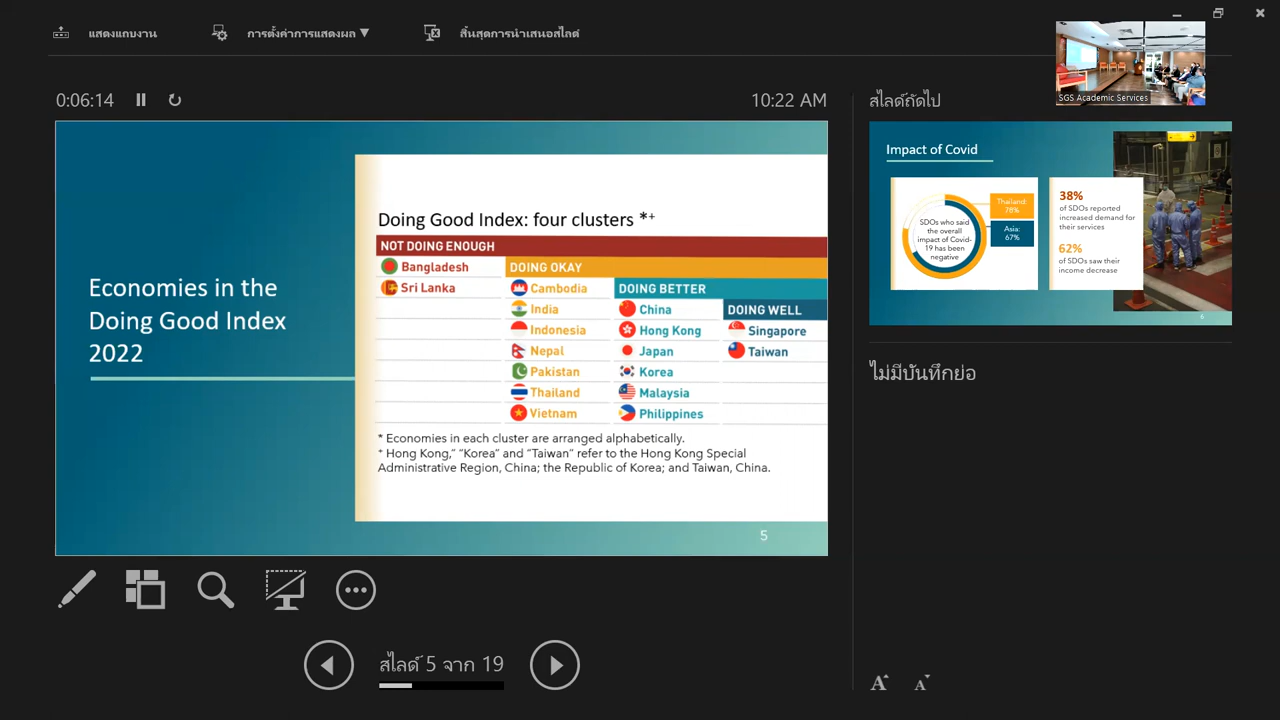 แสดงแถบงาน
การตั้งค่าการแสดงผล ▼
สิ้นสุดการนำเสนอสไลด์
SGS Academic Services
0:06:14
10:22 AM
สไลด์ถัดไป
Economies in the
Doing Good Index
2022
Doing Good Index: four clusters *+
NOT DOING ENOUGH
Bangladesh
DOING OKAY
Sri Lanka
Cambodia
DOING BETTER
India
China
DOING WELL
Indonesia
Hong Kong
Singapore
Nepal
Japan
Taiwan
Pakistan
Korea
Thailand
Malaysia
Vietnam
Philippines
* Economies in each cluster are arranged alphabetically.
+ Hong Kong,” “Korea” and “Taiwan” refer to the Hong Kong Special
Administrative Region, China; the Republic of Korea; and Taiwan, China.
5
Impact of Covid
SDOs who said
the overall
impact of Covid-
19 has been
negative
Thailand:
78%
Asia:
67%
38%
of SDOs reported
increased demand for
their services
62%
of SDOs saw their
income decrease
6
ไม่มีบันทึกย่อ
สไลด์ 5 จาก 19
A
A